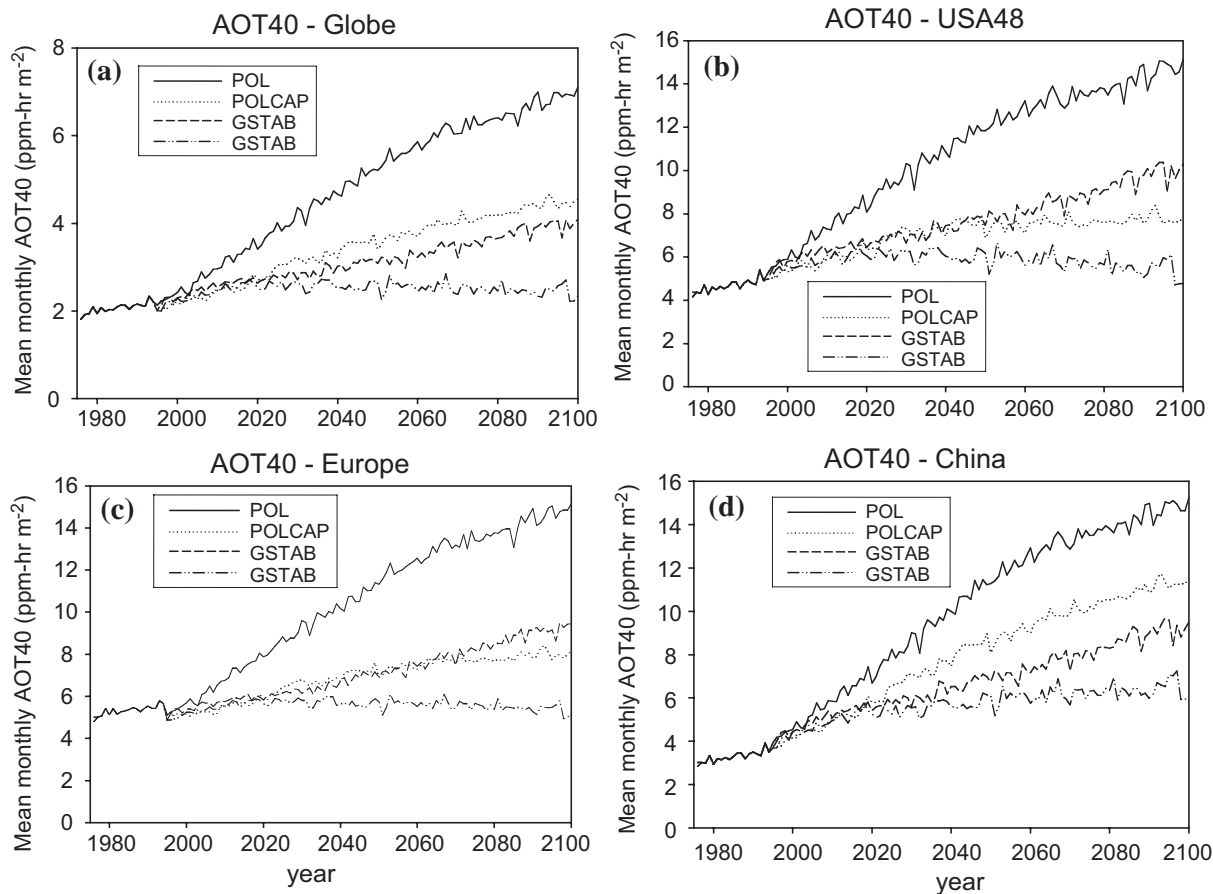 AOT40 - Globe
(a)
POL
POLCAP
GSTAB
GSTAB
Mean monthly AOT40 (ppm-hr m-2)
8
6
4
2
0
1980 2000 2020 2040 2060 2080 2100
AOT40 - USA48
(b)
POL
POLCAP
GSTAB
GSTAB
Mean monthly AOT40 (ppm-hr m-2)
16
14
12
10
8
6
4
2
0
1980 2000 2020 2040 2060 2080 2100
AOT40 - Europe
(c)
POL
POLCAP
GSTAB
GSTAB
Mean monthly AOT40 (ppm-hr m-2)
16
14
12
10
8
6
4
2
0
1980 2000 2020 2040 2060 2080 2100
year
AOT40 - China
(d)
POL
POLCAP
GSTAB
GSTAB
Mean monthly AOT40 (ppm-hr m-2)
16
14
12
10
8
6
4
2
0
1980 2000 2020 2040 2060 2080 2100
year